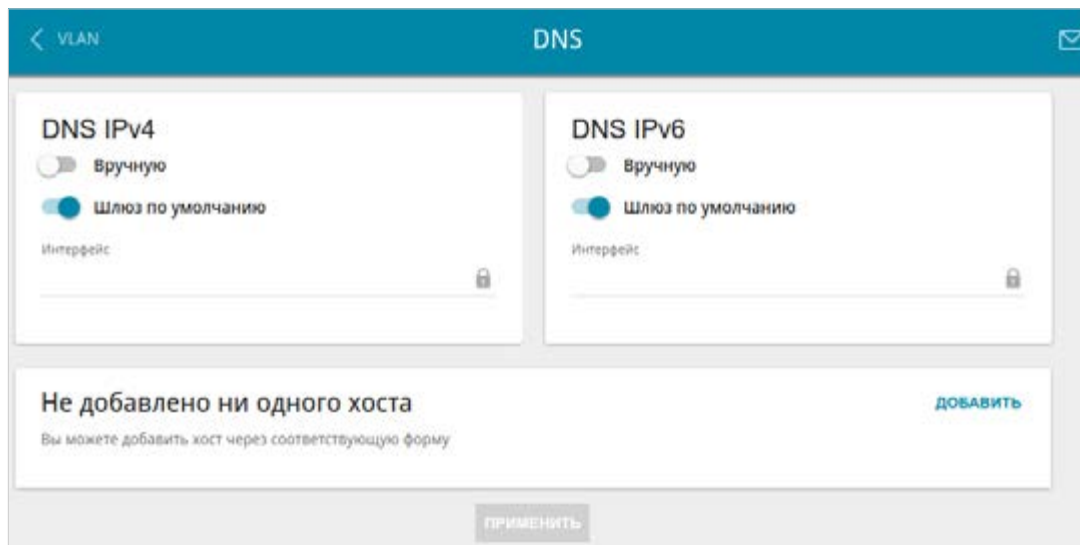 VLAN
DNS
DNS IPv4
Вручную
Шлюз по умолчанию
Интерфейс
DNS IPv6
Вручную
Шлюз по умолчанию
Интерфейс
Не добавлено ни одного хоста
ДОБАВИТЬ
Вы можете добавить хост через соответствующую форму
ПРИМЕНИТЬ